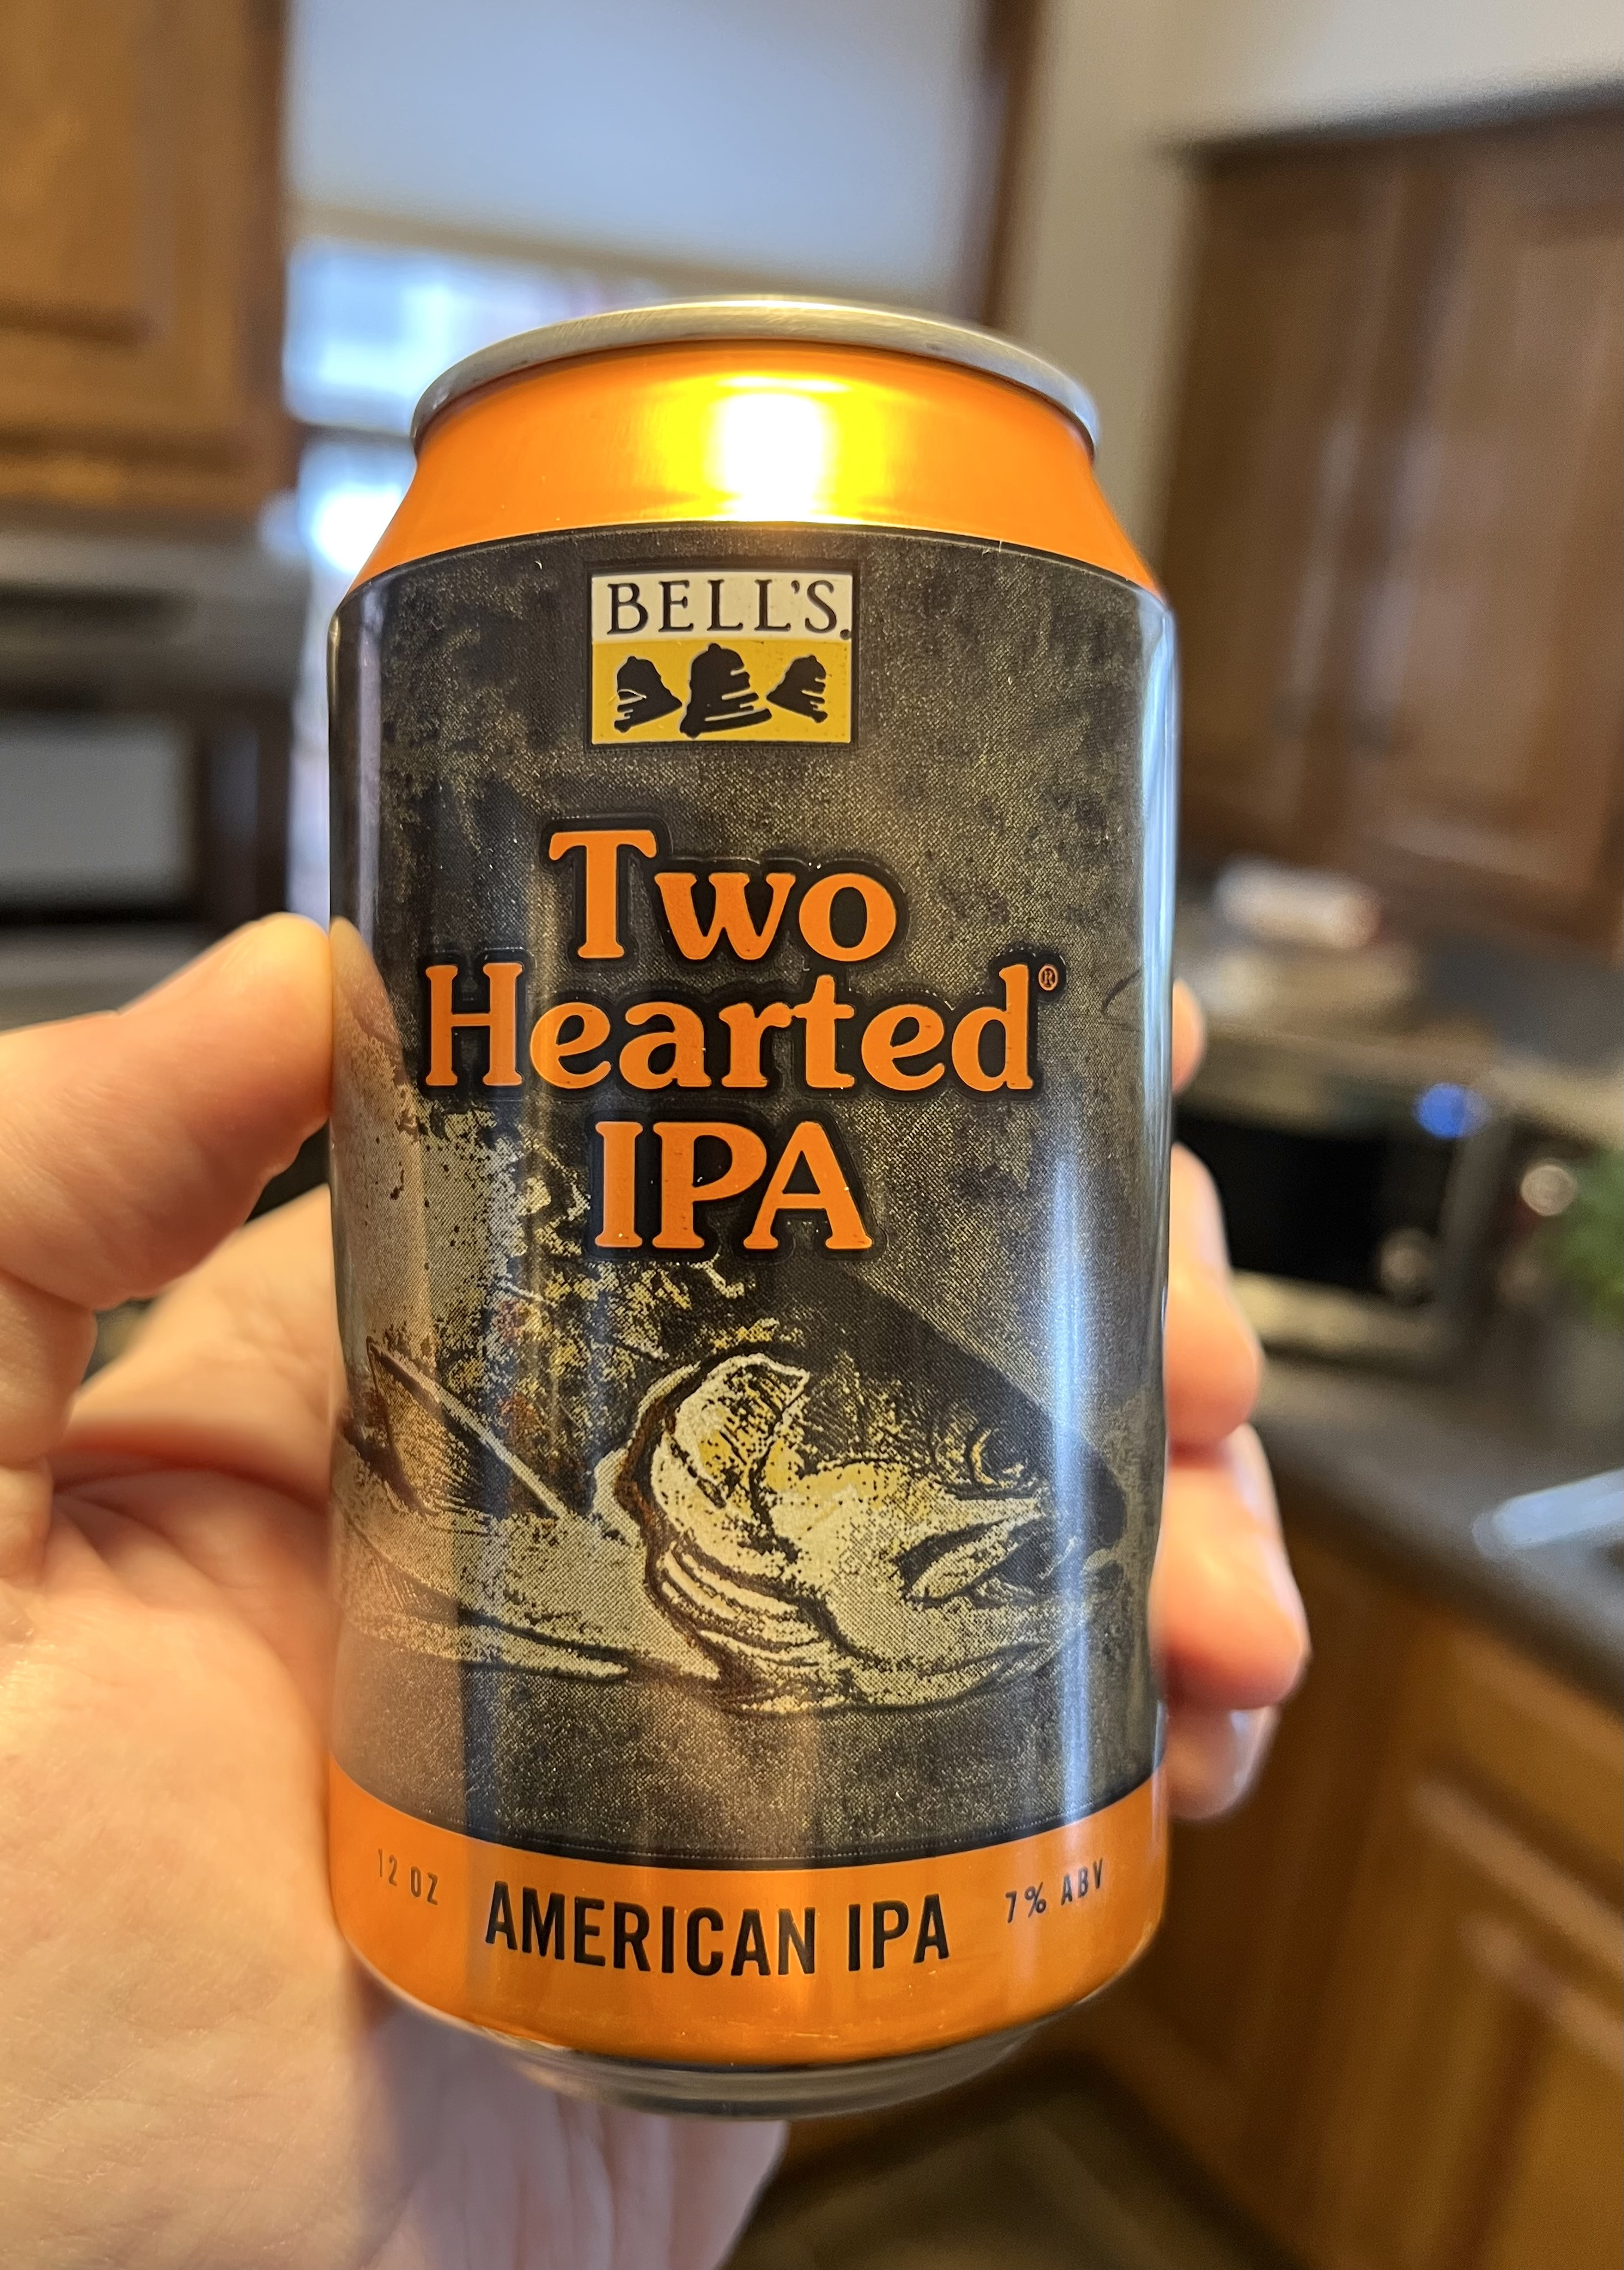 BELL'S.
Two
Hearted®
IPA
12 OZ AMERICAN IPA 7% ABV